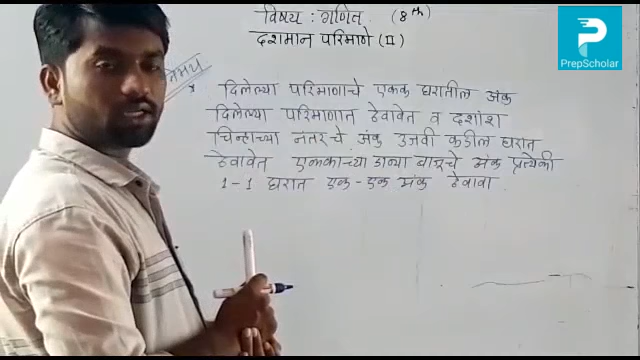 विषय : गणित (8th)
दशमान परिमाणे (II)
PrepScholar
* दिलेल्या परिमाणाचे एकक घरातील अंक
दिलेल्या परिमाणात ठेवावेत व दशांश
चिन्हाच्या नंतरचे अंक उजवी कडील घरात
ठेवावेत एककाच्या डाव्या बाजूचे अंक प्रत्येकी
1-1 घरात एक-एक अंक ठेवावा